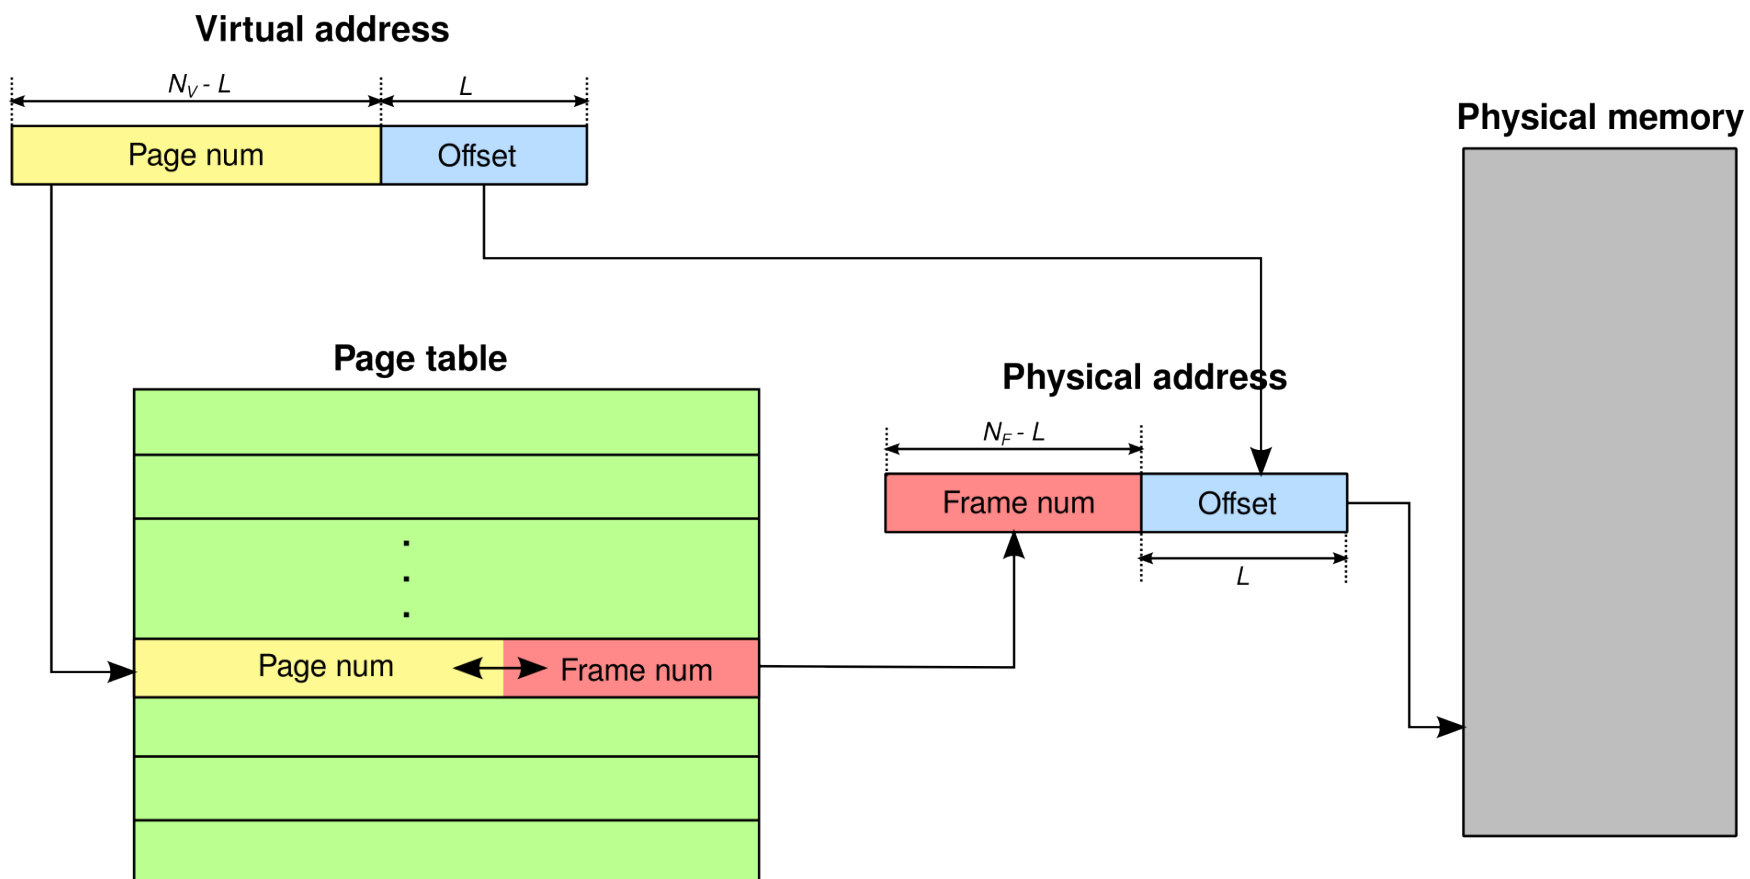 Virtual address
N_V - L
L
Page num
Offset
Physical memory
Page table
Physical address
N_F - L
Frame num
Offset
L
.
.
.
Page num
Frame num